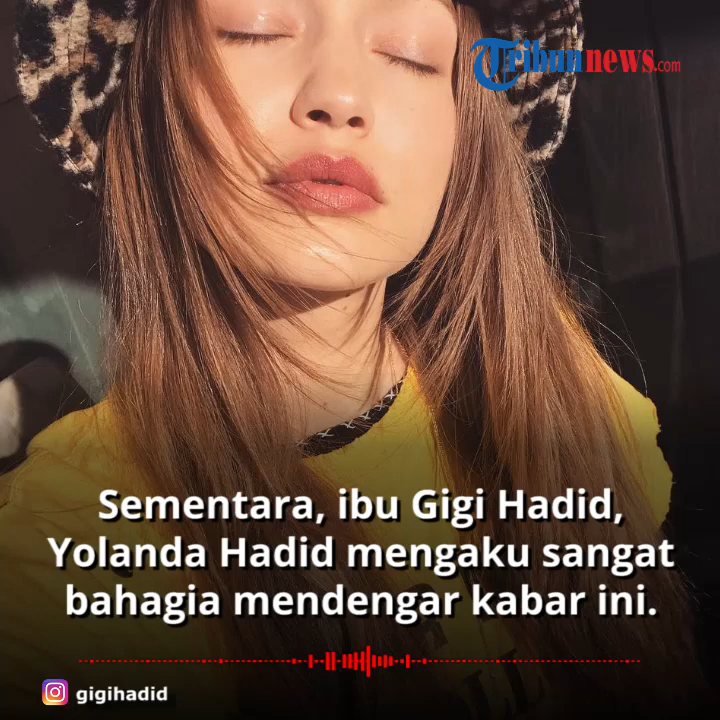 Tribunnews.com
Sementara, ibu Gigi Hadid,
Yolanda Hadid mengaku sangat
bahagia mendengar kabar ini.
gigihadid